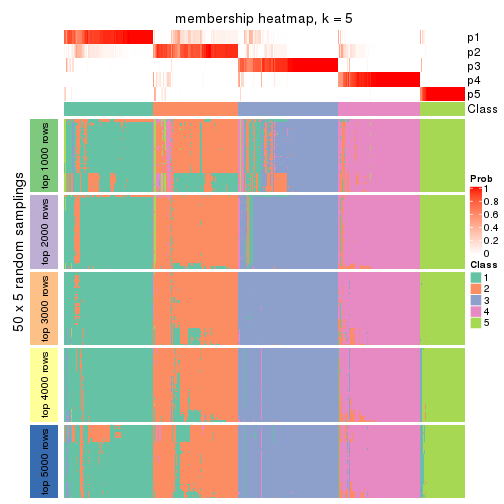 membership heatmap, k = 5
p1
p2
p3
p4
p5
Class
50 x 5 random samplings
top 1000 rows
top 2000 rows
top 3000 rows
top 4000 rows
top 5000 rows
Prob
1
0.8
0.6
0.4
0.2
0
Class
1
2
3
4
5